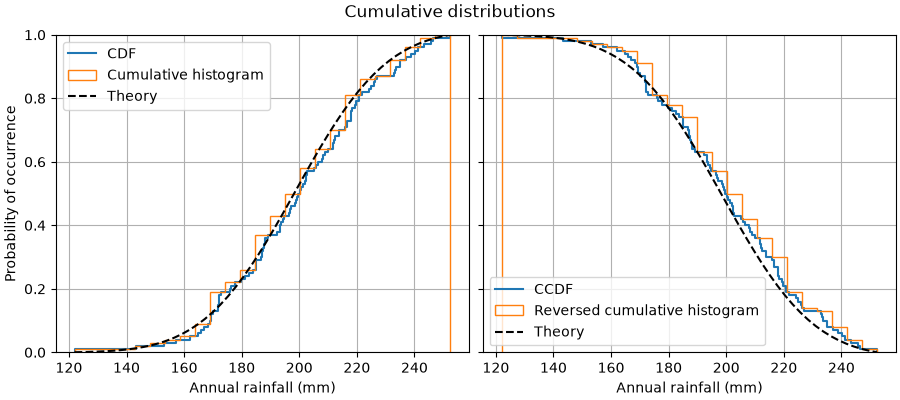 Cumulative distributions
Probability of occurrence
1.0
0.8
0.6
0.4
0.2
0.0
CDF
Cumulative histogram
Theory
120 140 160 180 200 220 240
Annual rainfall (mm)
CCDF
Reversed cumulative histogram
Theory
120 140 160 180 200 220 240
Annual rainfall (mm)